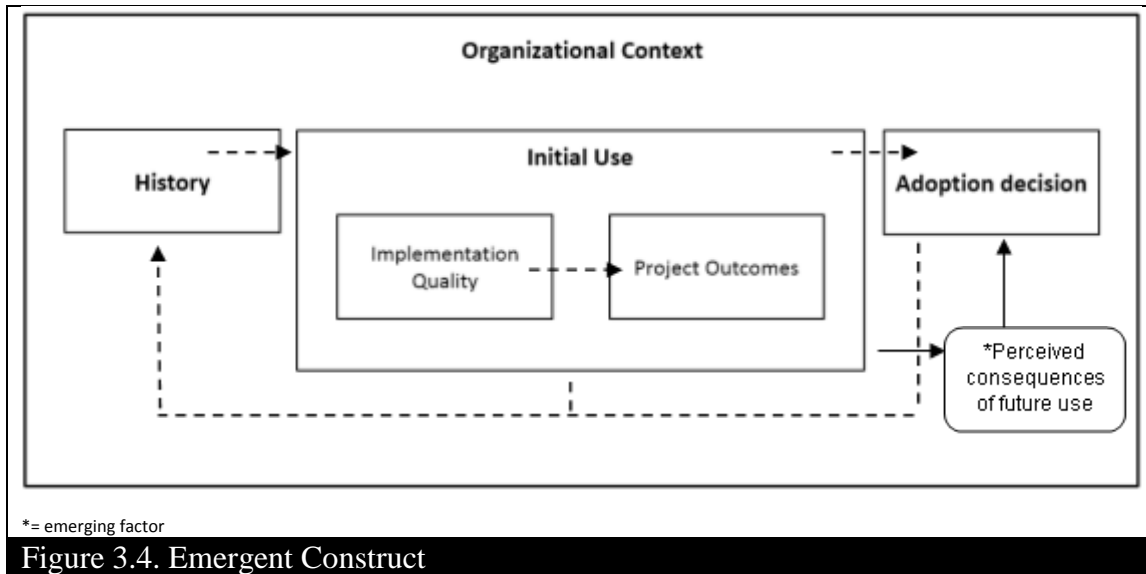 Organizational Context
History
Initial Use
Adoption decision
Implementation
Quality
Project Outcomes
*Perceived
consequences
of future use
*= emerging factor
Figure 3.4. Emergent Construct